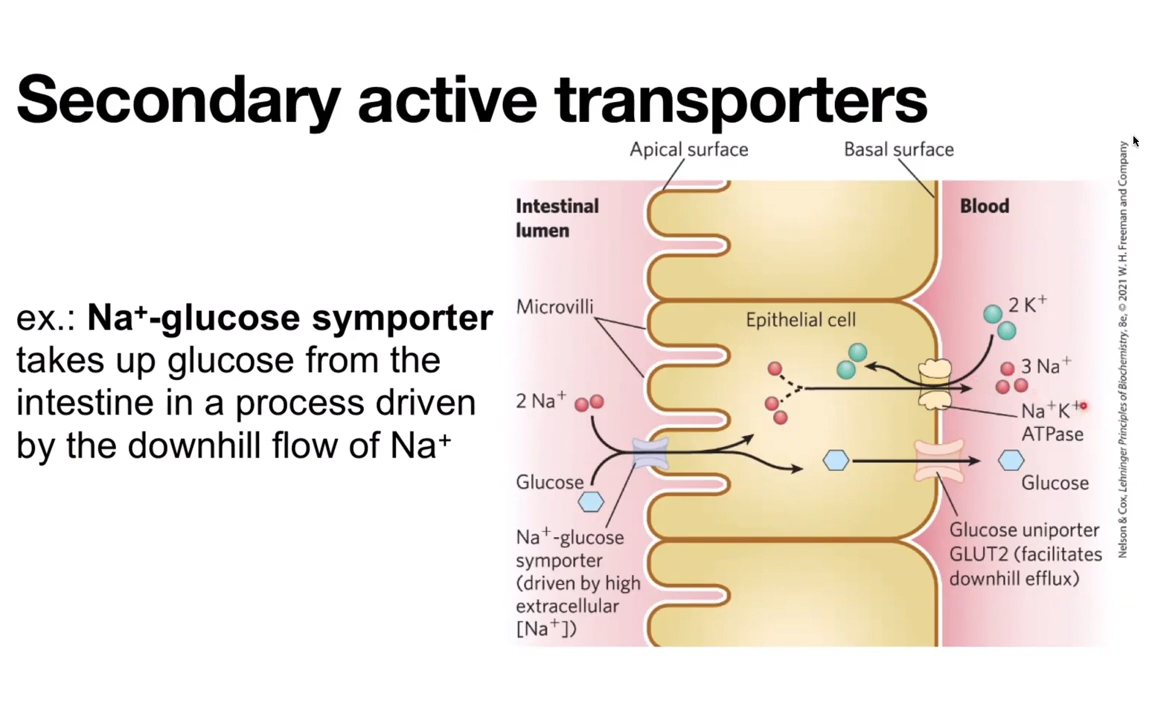 Secondary active transporters
ex.: Na⁺-glucose symporter
takes up glucose from the
intestine in a process driven
by the downhill flow of Na⁺
Apical surface
Basal surface
Intestinal
lumen
Blood
Microvilli
Epithelial cell
2 K⁺
3 Na⁺
2 Na⁺
Na⁺K⁺
ATPase
Glucose
Glucose
Na⁺-glucose
symporter
(driven by high
extracellular
[Na⁺])
Glucose uniporter
GLUT2 (facilitates
downhill efflux)
Nelson & Cox, Lehninger Principles of Biochemistry, 8e, © 2021 W. H. Freeman and Company